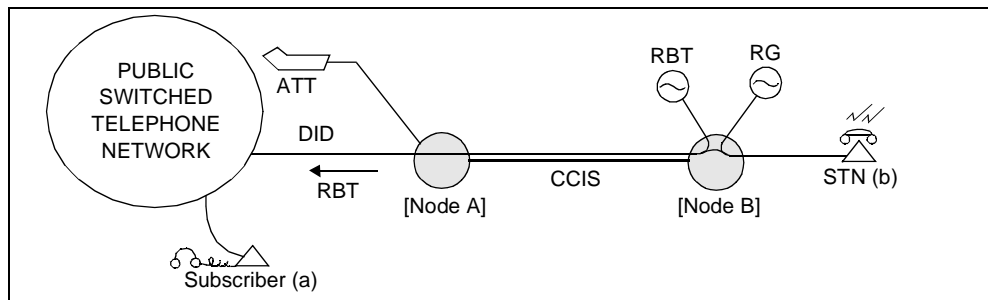 PUBLIC
SWITCHED
TELEPHONE
NETWORK
ATT
DID
RBT
[Node A]
CCIS
RBT
RG
[Node B]
STN (b)
Subscriber (a)